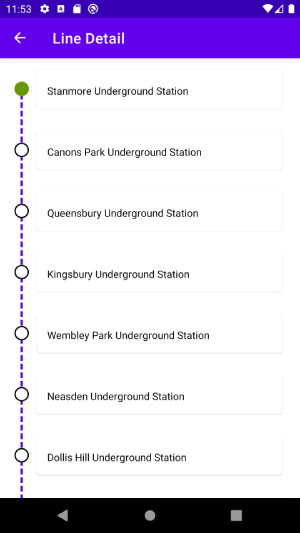 11:53
Line Detail
Stanmore Underground Station
Canons Park Underground Station
Queensbury Underground Station
Kingsbury Underground Station
Wembley Park Underground Station
Neasden Underground Station
Dollis Hill Underground Station